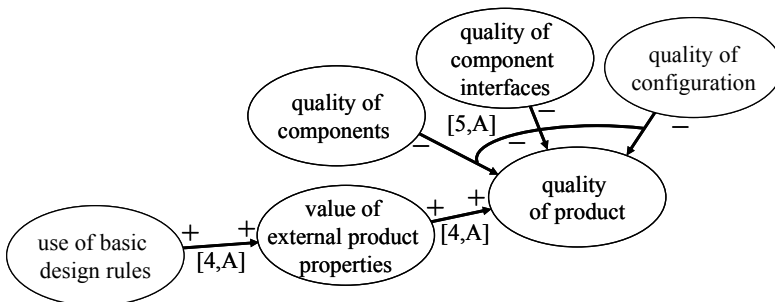 quality of
component
interfaces
quality of
configuration
quality of
components
[5,A]
−
−
−
−
quality
of product
value of
external product
properties
+
+
[4,A]
use of basic
design rules
+
+
[4,A]